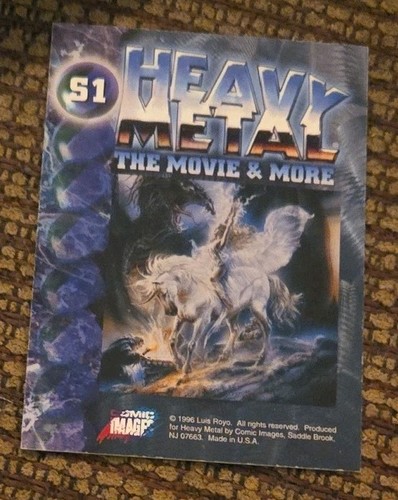 S1
HEAVY
METAL
THE MOVIE & MORE
COMIC
IMAGES
© 1996 Luis Royo. All rights reserved. Produced
for Heavy Metal by Comic Images, Saddle Brook,
NJ 07663. Made in U.S.A.